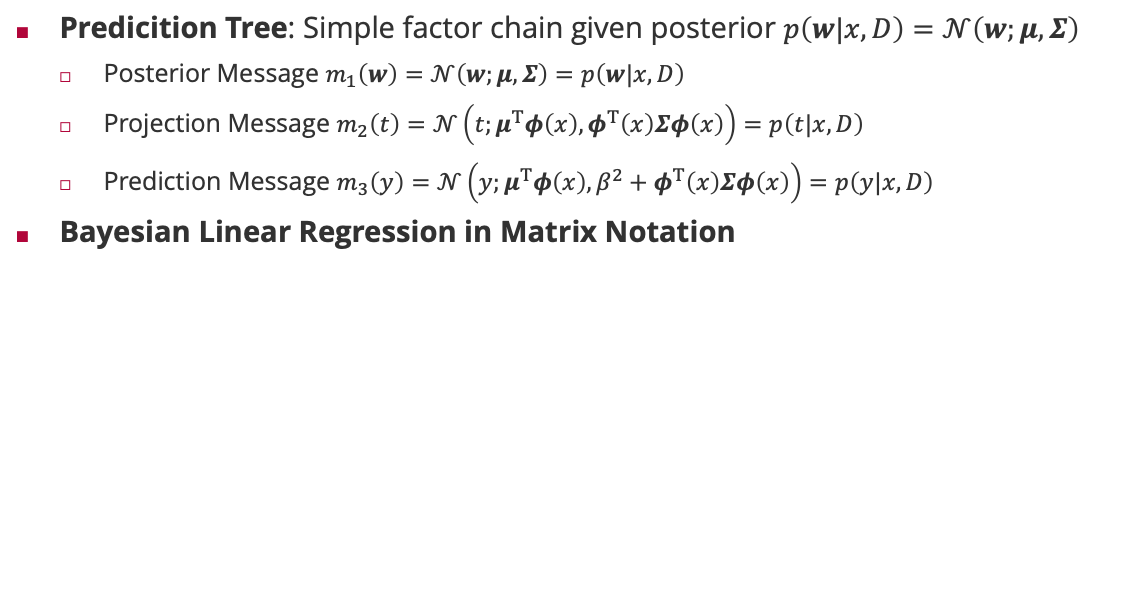 Predicition Tree: Simple factor chain given posterior p(w|x, D) = 𝒩(w; μ, Σ)
Posterior Message m₁(w) = 𝒩(w; μ, Σ) = p(w|x, D)
Projection Message m₂(t) = 𝒩(t; μᵀϕ(x), ϕᵀ(x)Σϕ(x)) = p(t|x, D)
Prediction Message m₃(y) = 𝒩(y; μᵀϕ(x), β² + ϕᵀ(x)Σϕ(x)) = p(y|x, D)
Bayesian Linear Regression in Matrix Notation